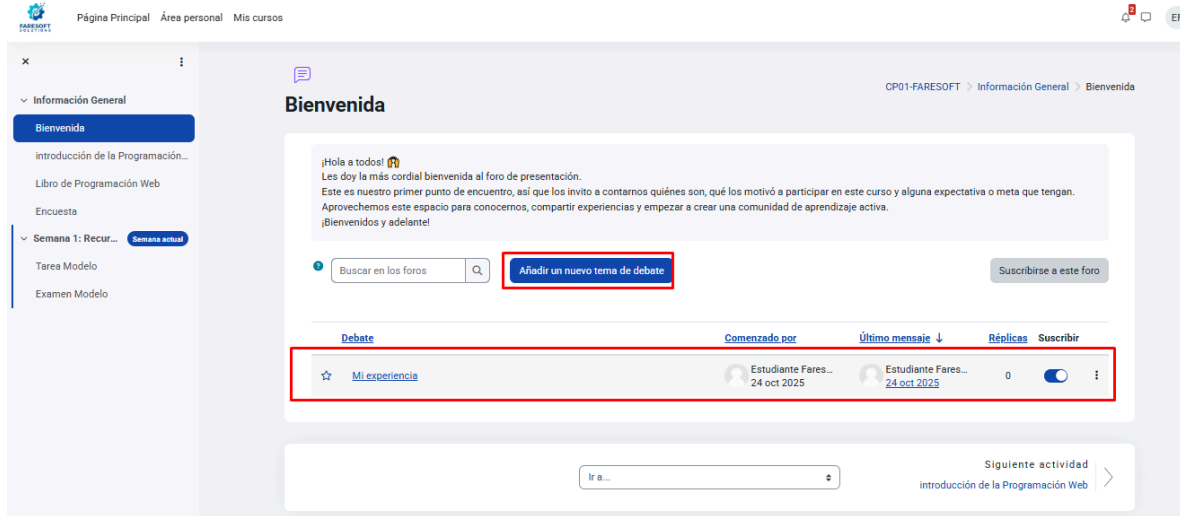 FARESOFT
SOLUTIONS
Página Principal Área personal Mis cursos
2
EF
Información General
Bienvenida
introducción de la Programación...
Libro de Programación Web
Encuesta
Semana 1: Recur... Semana actual
Tarea Modelo
Examen Modelo
CP01-FARESOFT > Información General > Bienvenida
Bienvenida
¡Hola a todos!
Les doy la más cordial bienvenida al foro de presentación.
Este es nuestro primer punto de encuentro, así que los invito a contarnos quiénes son, qué los motivó a participar en este curso y alguna expectativa o meta que tengan.
Aprovechemos este espacio para conocernos, compartir experiencias y empezar a crear una comunidad de aprendizaje activa.
¡Bienvenidos y adelante!
Buscar en los foros
Añadir un nuevo tema de debate
Suscribirse a este foro
Debate Comenzado por Último mensaje ↓ Réplicas Suscribir
Mi experiencia Estudiante Fares... Estudiante Fares... 0
24 oct 2025 24 oct 2025
Ir a...
Siguiente actividad
introducción de la Programación Web